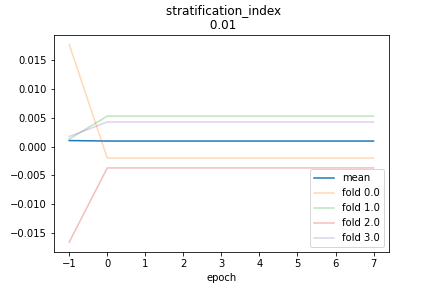 stratification_index
0.01
0.015
0.010
0.005
0.000
−0.005
−0.010
−0.015
mean
fold 0.0
fold 1.0
fold 2.0
fold 3.0
−1 0 1 2 3 4 5 6 7
epoch